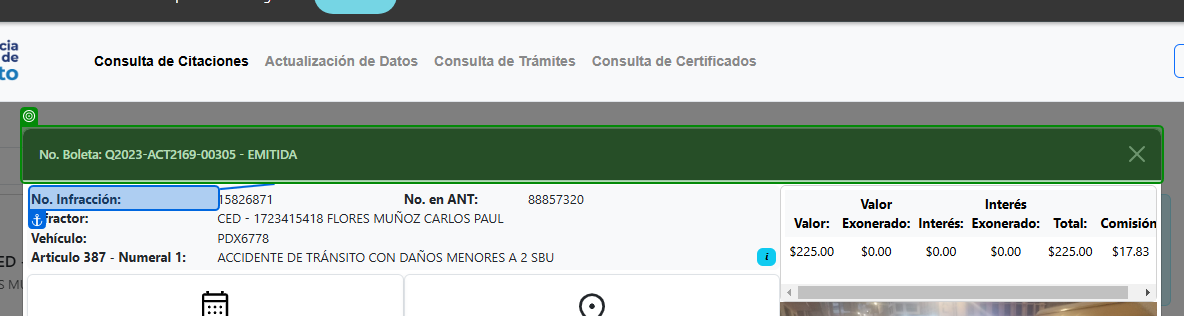 cia
de
to
Consulta de Citaciones Actualización de Datos Consulta de Trámites Consulta de Certificados
No. Boleta: Q2023-ACT2169-00305 - EMITIDA
No. Infracción: 15826871 No. en ANT: 88857320
fractor: CED - 1723415418 FLORES MUÑOZ CARLOS PAUL
Vehículo: PDX6778
Articulo 387 - Numeral 1: ACCIDENTE DE TRÁNSITO CON DAÑOS MENORES A 2 SBU i
Valor: Valor Exonerado: Interés: Interés Exonerado: Total: Comisión
$225.00 $0.00 $0.00 $0.00 $225.00 $17.83
ED
S M